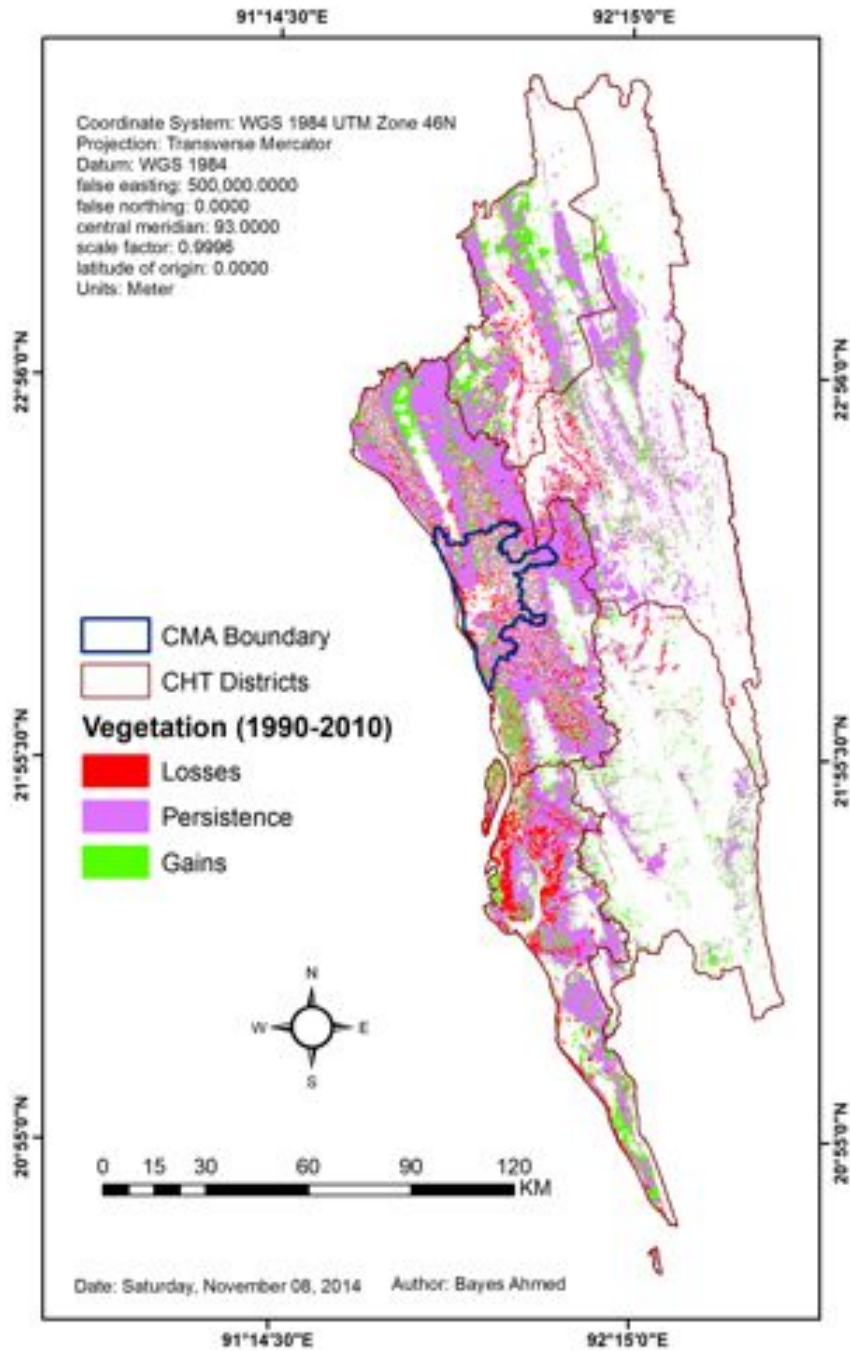 91°14'30"E 92°15'0"E
Coordinate System: WGS 1984 UTM Zone 46N
Projection: Transverse Mercator
Datum: WGS 1984
false easting: 500,000.0000
false northing: 0.0000
central meridian: 93.0000
scale factor: 0.9996
latitude of origin: 0.0000
Units: Meter
22°56'0"N 22°56'0"N
CMA Boundary
CHT Districts
Vegetation (1990-2010)
21°55'30"N 21°55'30"N
Losses
Persistence
Gains
N
W E
S
20°55'0"N 20°55'0"N
0 15 30 60 90 120
KM
Date: Saturday, November 08, 2014 Author: Bayes Ahmed
91°14'30"E 92°15'0"E